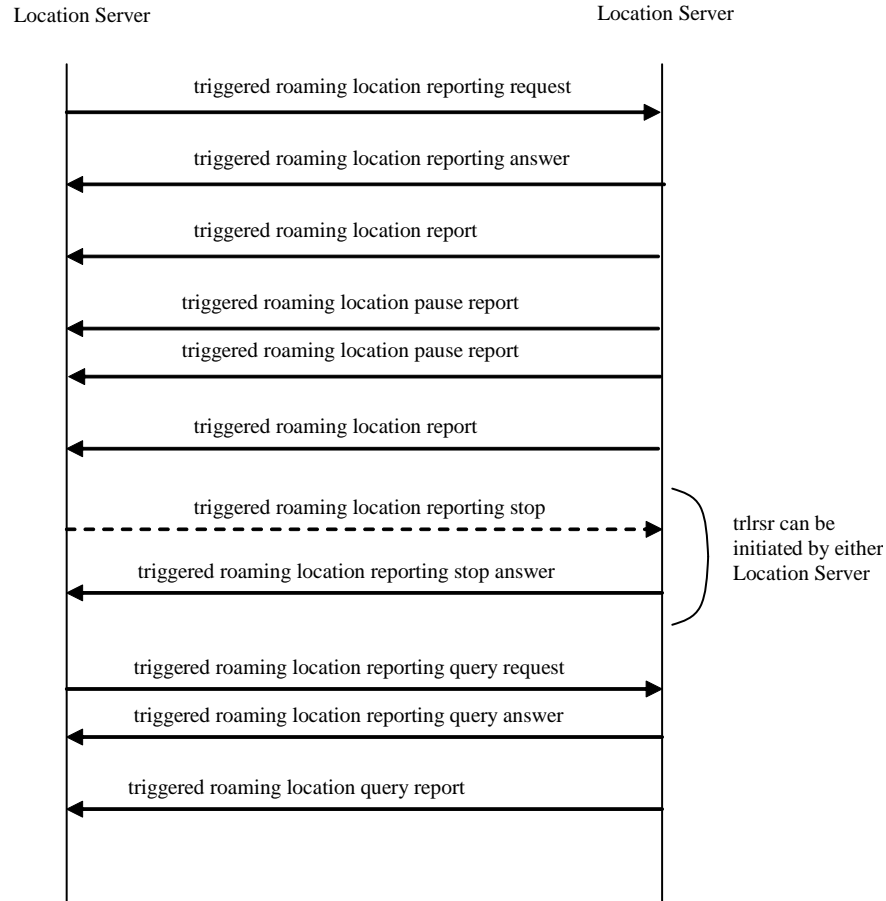 Location Server
Location Server
triggered roaming location reporting request
triggered roaming location reporting answer
triggered roaming location report
triggered roaming location pause report
triggered roaming location pause report
triggered roaming location report
triggered roaming location reporting stop
trlrsr can be
initiated by either
Location Server
triggered roaming location reporting stop answer
triggered roaming location reporting query request
triggered roaming location reporting query answer
triggered roaming location query report